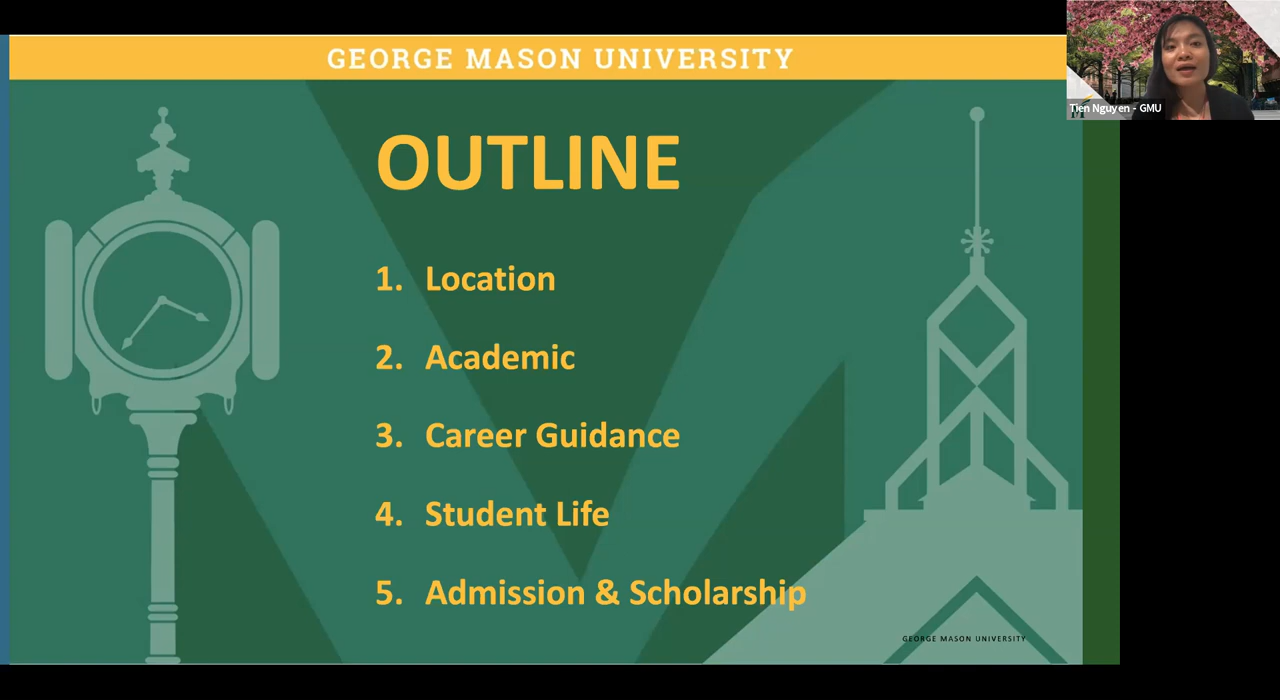 GEORGE MASON UNIVERSITY
Tien Nguyen - GMU
OUTLINE
1. Location
2. Academic
3. Career Guidance
4. Student Life
5. Admission & Scholarship
GEORGE MASON UNIVERSITY